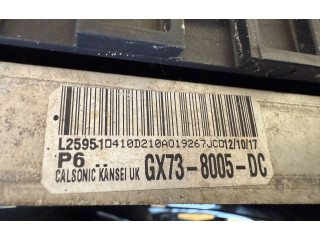 L25951D410D210A019267JCD12/10/17
P6 .. GX73-8005-DC
CALSONIC KANSEI UK